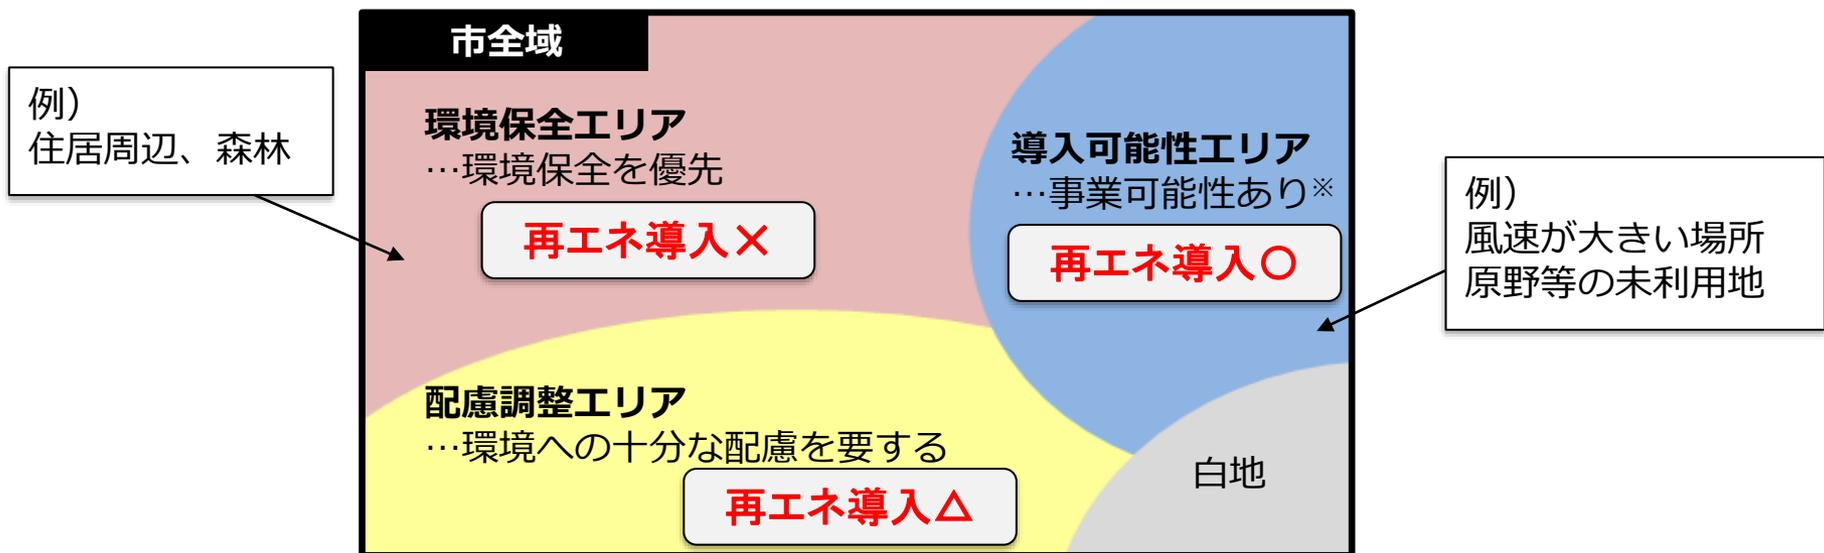 市全域
例）
住居周辺、森林
環境保全エリア
…環境保全を優先
再エネ導入×
導入可能性エリア
…事業可能性あり※
再エネ導入○
例）
風速が大きい場所
原野等の未利用地
配慮調整エリア
…環境への十分な配慮を要する
再エネ導入△
白地